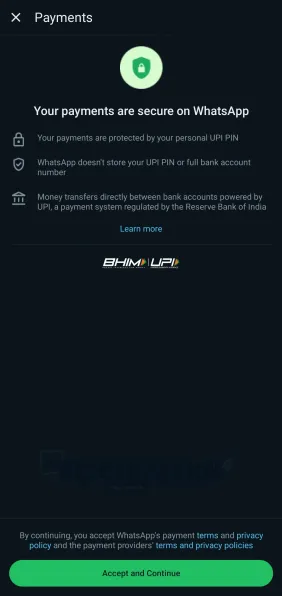 Payments
Your payments are secure on WhatsApp
Your payments are protected by your personal UPI PIN
WhatsApp doesn't store your UPI PIN or full bank account
number
Money transfers directly between bank accounts powered by
UPI, a payment system regulated by the Reserve Bank of India
Learn more
BHIM UPI
By continuing, you accept WhatsApp's payment terms and privacy
policy and the payment providers' terms and privacy policies
Accept and Continue